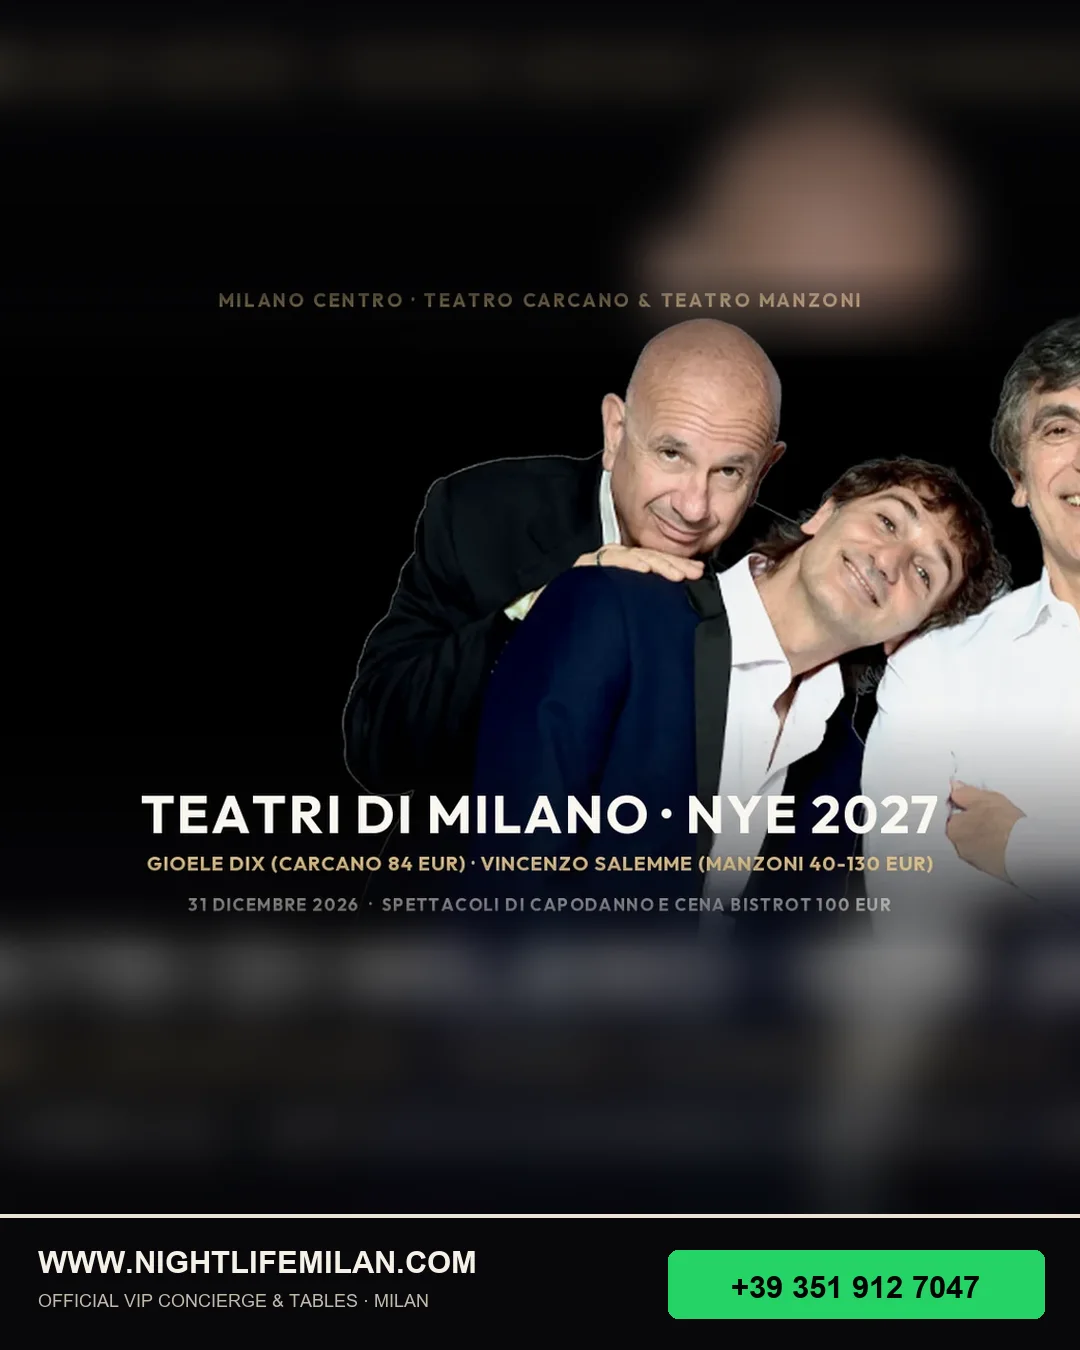 MILANO CENTRO · TEATRO CARCANO & TEATRO MANZONI
TEATRI DI MILANO · NYE 2027
GIOELE DIX (CARCANO 84 EUR) · VINCENZO SALEMME (MANZONI 40-130 EUR)
31 DICEMBRE 2026 · SPETTACOLI DI CAPODANNO E CENA BISTROT 100 EUR
WWW.NIGHTLIFEMILAN.COM
OFFICIAL VIP CONCIERGE & TABLES · MILAN
+39 351 912 7047